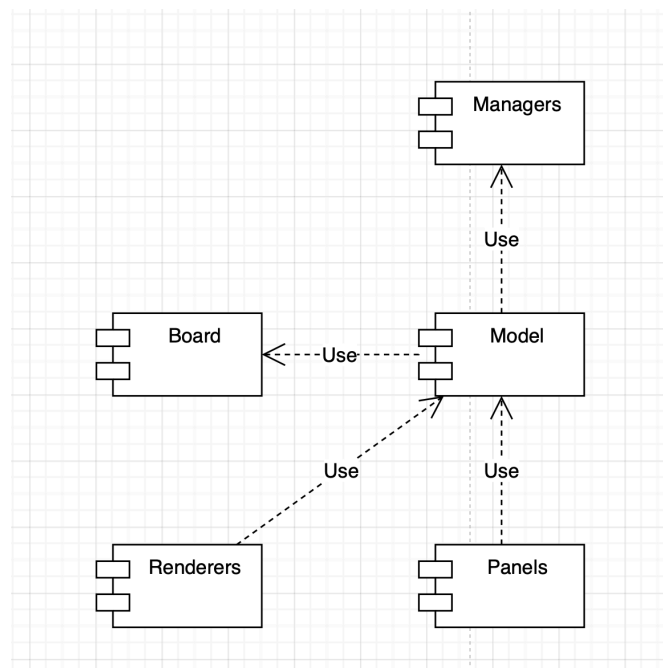 Managers
Use
Board
Model
Use
Use
Use
Renderers
Panels